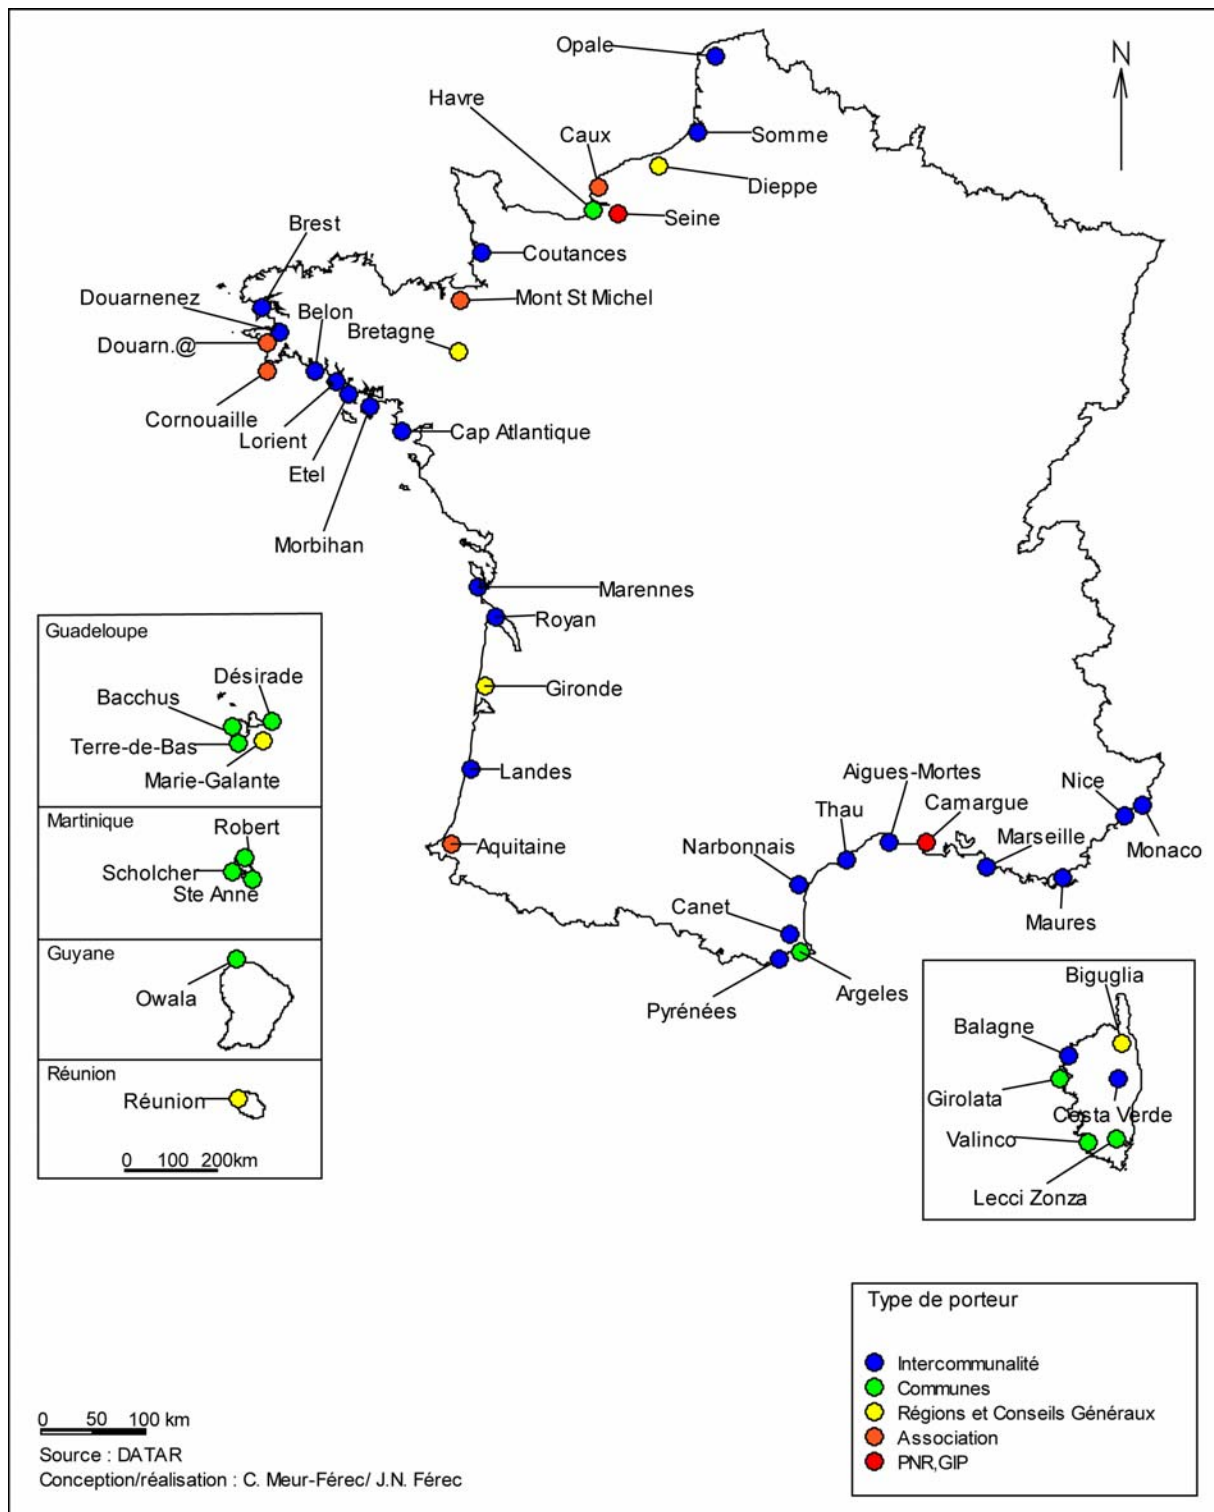 Opale
N
Havre
Caux
Somme
Dieppe
Seine
Brest
Coutances
Douarnenez
Belon
Mont St Michel
Bretagne
Douarn.@
Cornouaille
Lorient
Cap Atlantique
Etel
Morbihan
Marennes
Royan
Gironde
Landes
Aquitaine
Aigues-Mortes
Nice
Thau
Camargue
Marseille
Monaco
Narbonnais
Maures
Canet
Argeles
Pyrénées
Guadeloupe
Désirade
Bacchus
Terre-de-Bas
Marie-Galante
Martinique
Robert
Scholcher
Ste Anne
Guyane
Owala
Réunion
Réunion
0 100 200km
Biguglia
Balagne
Girolata
Costa Verde
Valinco
Lecci Zonza
Type de porteur
Intercommunalité
Communes
Régions et Conseils Généraux
Association
PNR,GIP
0 50 100 km
Source : DATAR
Conception/réalisation : C. Meur-Férec/ J.N. Férec